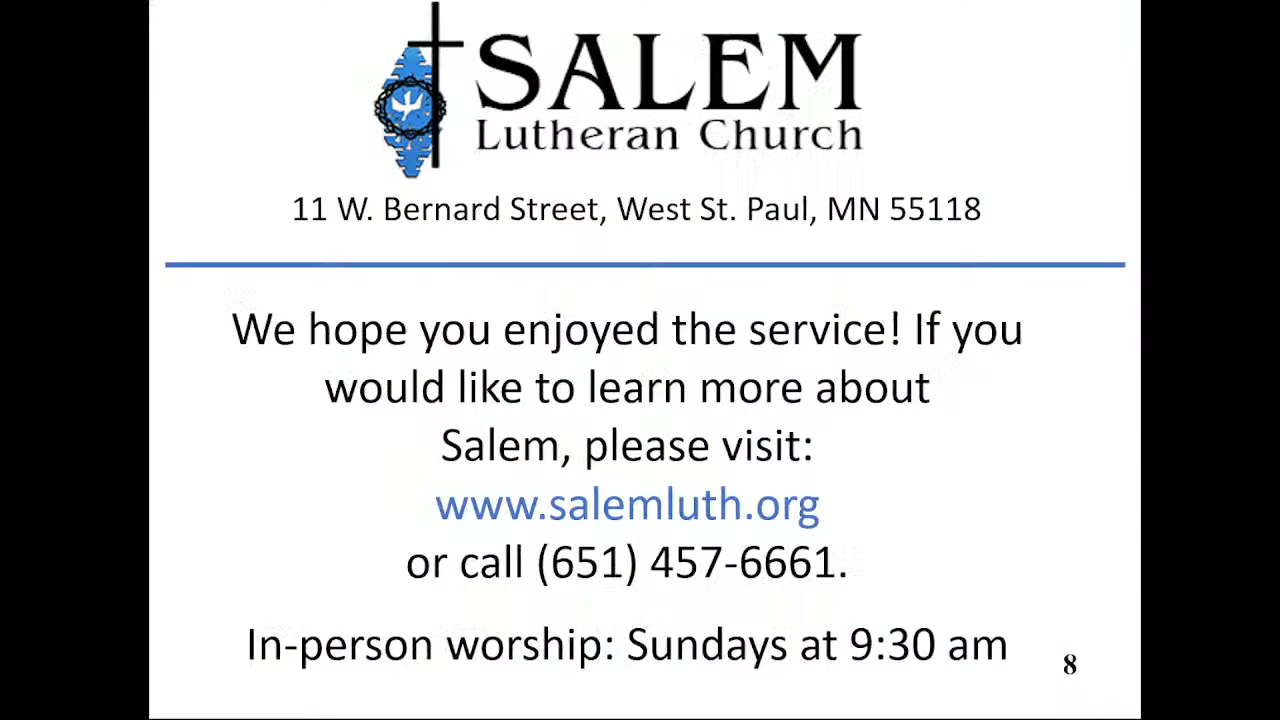 SALEM
Lutheran Church
11 W. Bernard Street, West St. Paul, MN 55118
We hope you enjoyed the service! If you
would like to learn more about
Salem, please visit:
www.salemluth.org
or call (651) 457-6661.
In-person worship: Sundays at 9:30 am
8